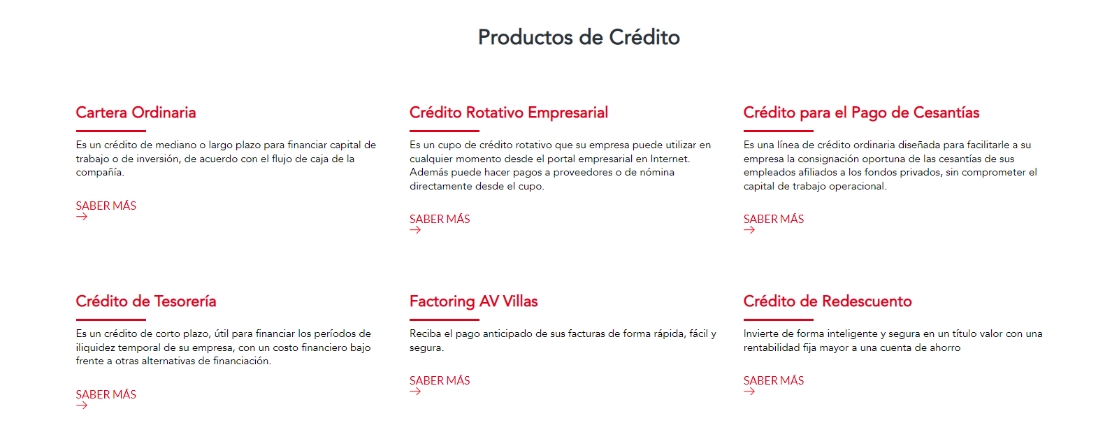 Productos de Crédito
Cartera Ordinaria
Es un crédito de mediano o largo plazo para financiar capital de
trabajo o de inversión, de acuerdo con el flujo de caja de la
compañía.
SABER MÁS
Crédito Rotativo Empresarial
Es un cupo de crédito rotativo que su empresa puede utilizar en
cualquier momento desde el portal empresarial en Internet.
Además puede hacer pagos a proveedores o de nómina
directamente desde el cupo.
SABER MÁS
Crédito para el Pago de Cesantías
Es una línea de crédito ordinaria diseñada para facilitarle a su
empresa la consignación oportuna de las cesantías de sus
empleados afiliados a los fondos privados, sin comprometer el
capital de trabajo operacional.
SABER MÁS
Crédito de Tesorería
Es un crédito de corto plazo, útil para financiar los períodos de
iliquidez temporal de su empresa, con un costo financiero bajo
frente a otras alternativas de financiación.
SABER MÁS
Factoring AV Villas
Reciba el pago anticipado de sus facturas de forma rápida, fácil y
segura.
SABER MÁS
Crédito de Redescuento
Invierte de forma inteligente y segura en un título valor con una
rentabilidad fija mayor a una cuenta de ahorro
SABER MÁS